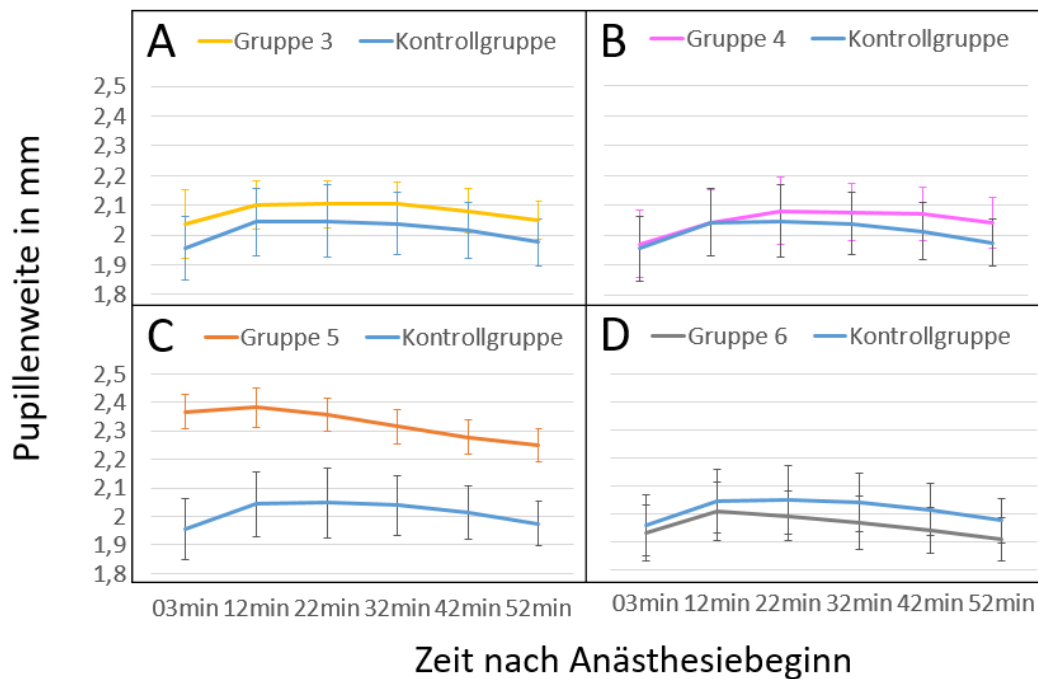 A
Gruppe 3
Kontrollgruppe
B
Gruppe 4
Kontrollgruppe
2,5
2,4
2,3
2,2
2,1
2
1,9
1,8
C
Gruppe 5
Kontrollgruppe
D
Gruppe 6
Kontrollgruppe
2,5
2,4
2,3
2,2
2,1
2
1,9
1,8
Pupillenweite in mm
03min 12min 22min 32min 42min 52min
03min 12min 22min 32min 42min 52min
Zeit nach Anästhesiebeginn